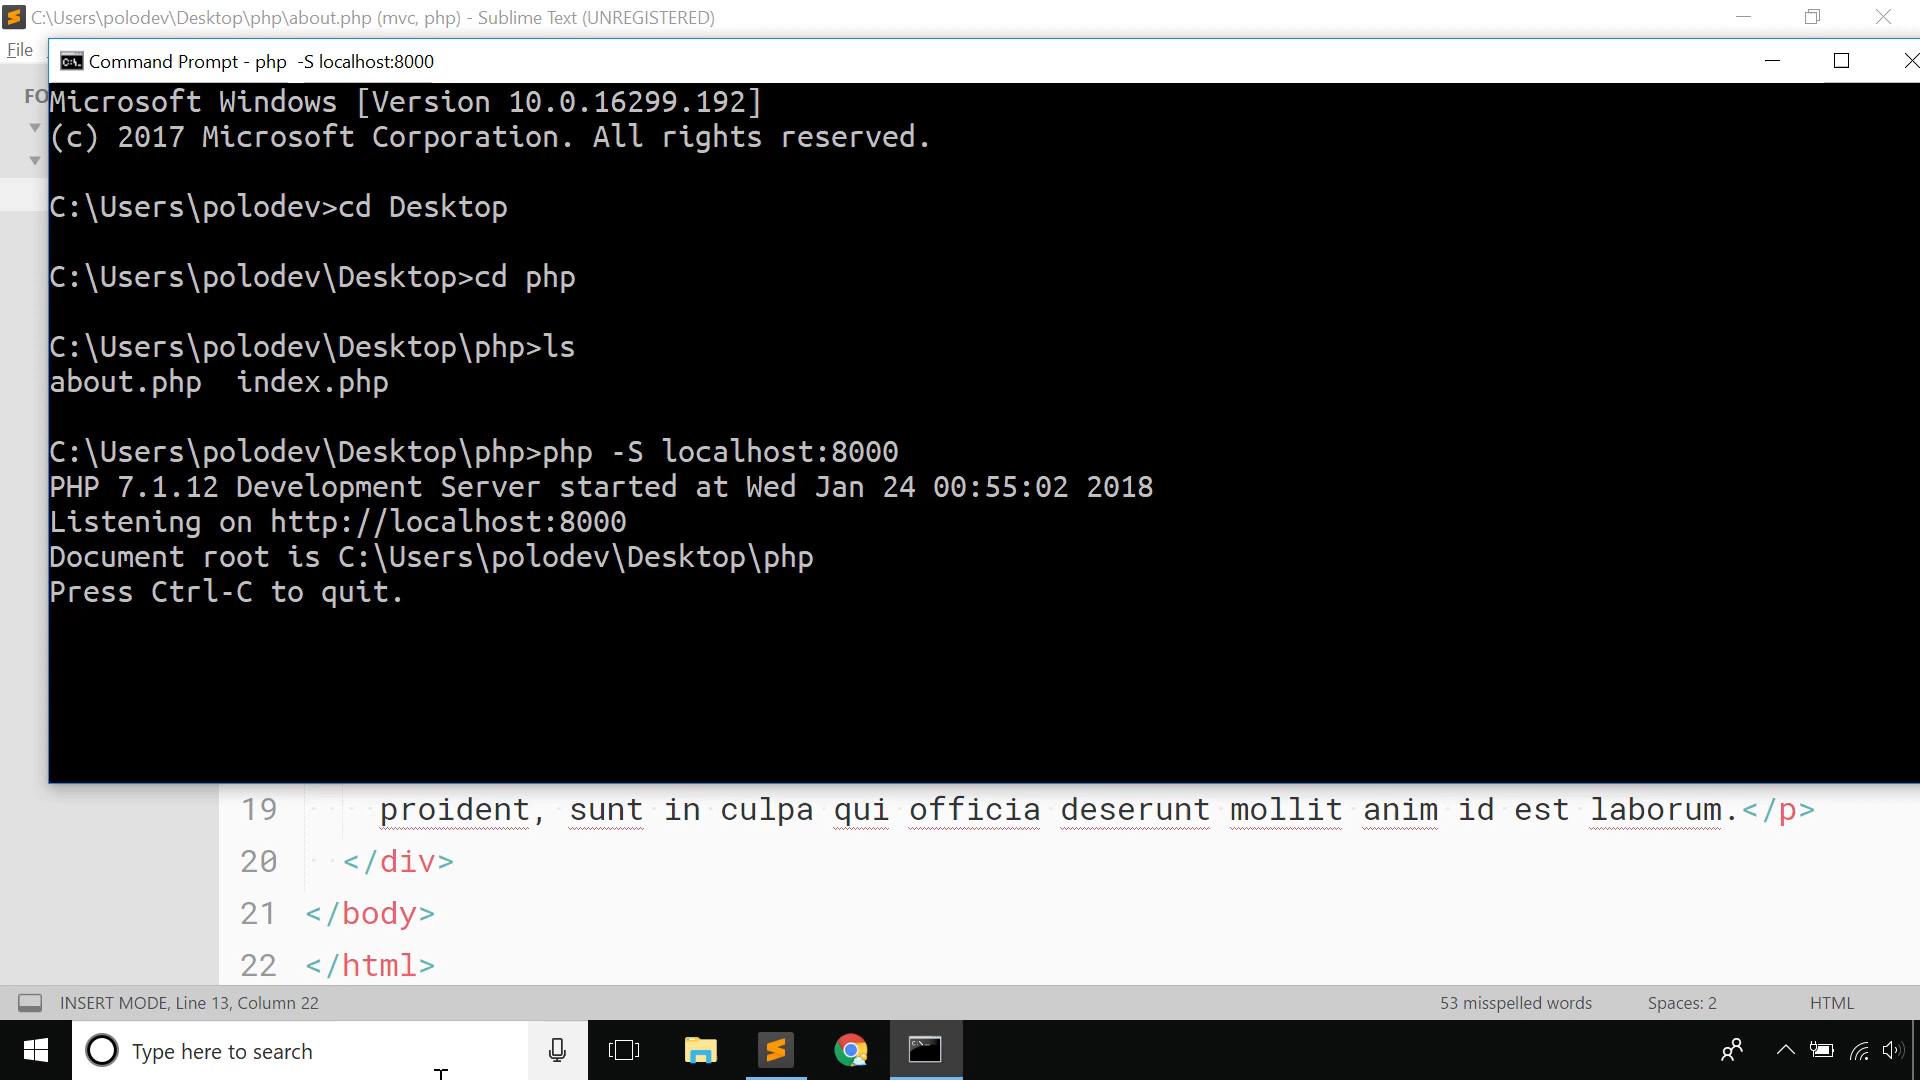 C:\Users\polodev\Desktop\php\about.php (mvc, php) - Sublime Text (UNREGISTERED)
File
Command Prompt - php  -S localhost:8000
FO
Microsoft Windows [Version 10.0.16299.192]
(c) 2017 Microsoft Corporation. All rights reserved.
C:\Users\polodev>cd Desktop
C:\Users\polodev\Desktop>cd php
C:\Users\polodev\Desktop\php>ls
about.php  index.php
C:\Users\polodev\Desktop\php>php -S localhost:8000
PHP 7.1.12 Development Server started at Wed Jan 24 00:55:02 2018
Listening on http://localhost:8000
Document root is C:\Users\polodev\Desktop\php
Press Ctrl-C to quit.
19 proident, sunt in culpa qui officia deserunt mollit anim id est laborum.</p>
20 </div>
21 </body>
22 </html>
INSERT MODE, Line 13, Column 22 53 misspelled words Spaces: 2 HTML
Type here to search